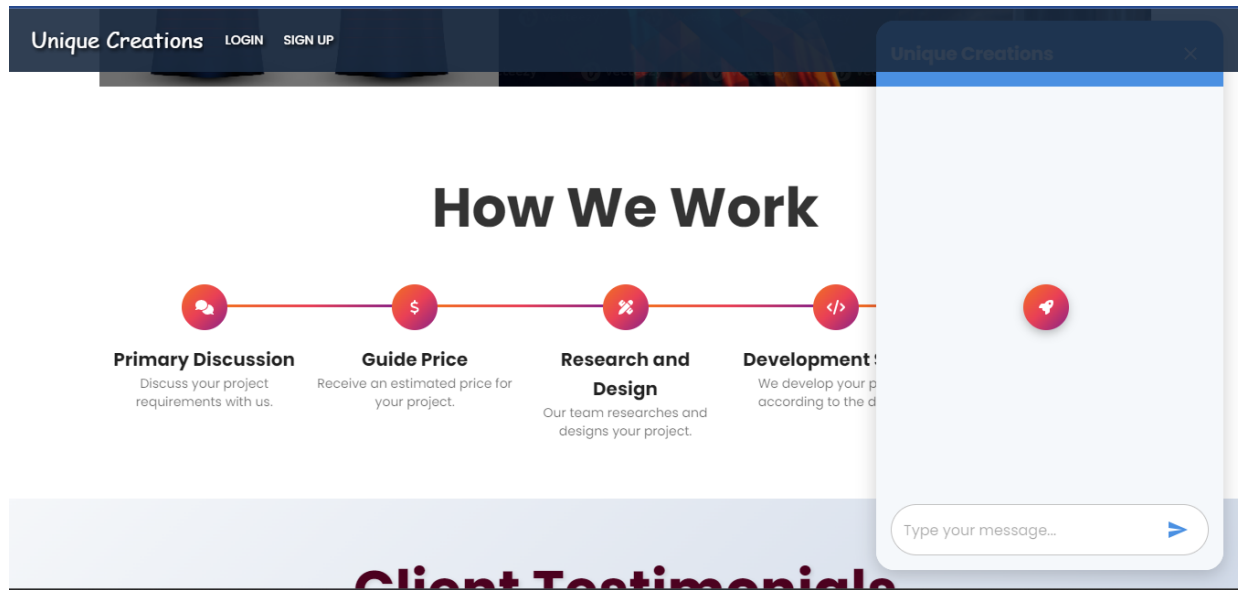 Unique Creations LOGIN SIGN UP
Unique Creations
How We Work
$
</>
Primary Discussion
Discuss your project
requirements with us.
Guide Price
Receive an estimated price for
your project.
Research and
Design
Our team researches and
designs your project.
Development
We develop your
according to the
Type your message...
Client Testimonials